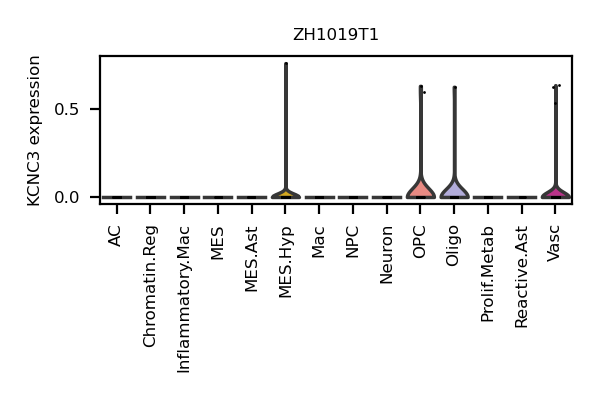 ZH1019T1
KCNC3 expression
0.5
0.0
AC
Chromatin.Reg
Inflammatory.Mac
MES
MES.Ast
MES.Hyp
Mac
NPC
Neuron
OPC
Oligo
Prolif.Metab
Reactive.Ast
Vasc